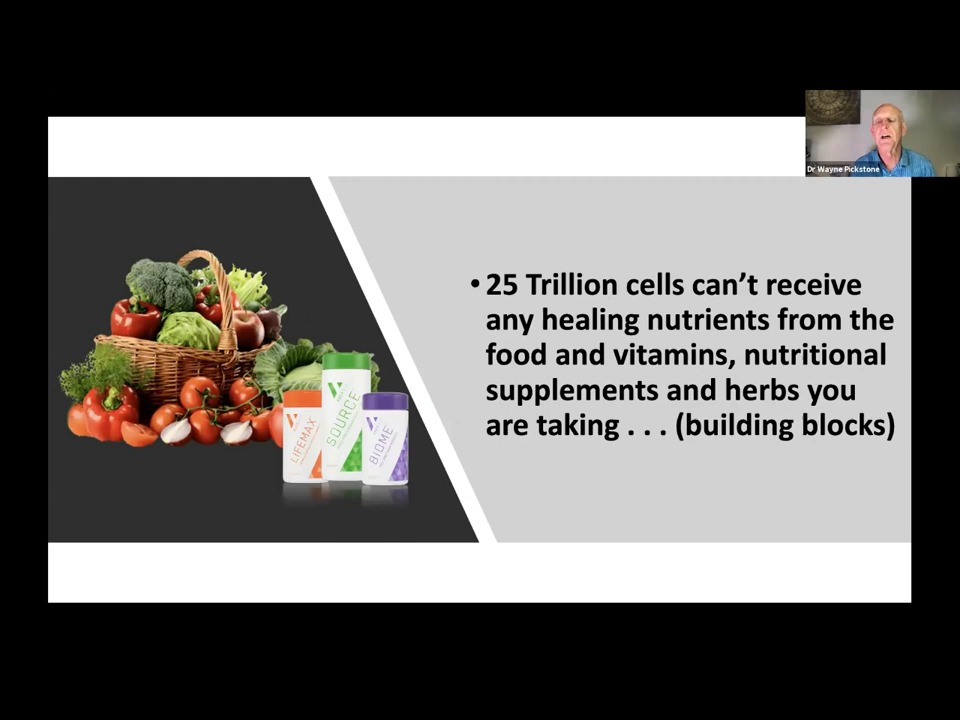 Dr Wayne Pickstone
• 25 Trillion cells can’t receive
any healing nutrients from the
food and vitamins, nutritional
supplements and herbs you
are taking . . . (building blocks)
LIFEMAX
SOURCE
BIOME